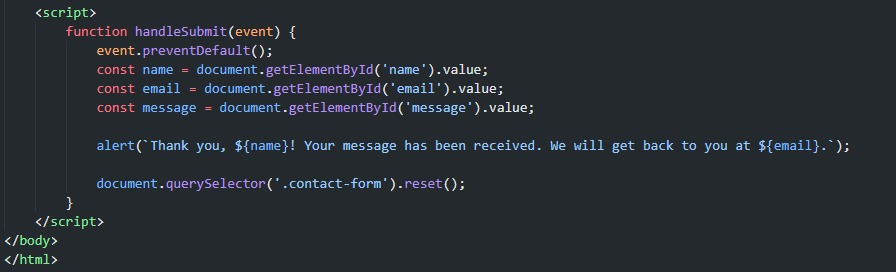 <script>
function handleSubmit(event) {
event.preventDefault();
const name = document.getElementById('name').value;
const email = document.getElementById('email').value;
const message = document.getElementById('message').value;
alert(`Thank you, ${name}! Your message has been received. We will get back to you at ${email}.`);
document.querySelector('.contact-form').reset();
}
</script>
</body>
</html>